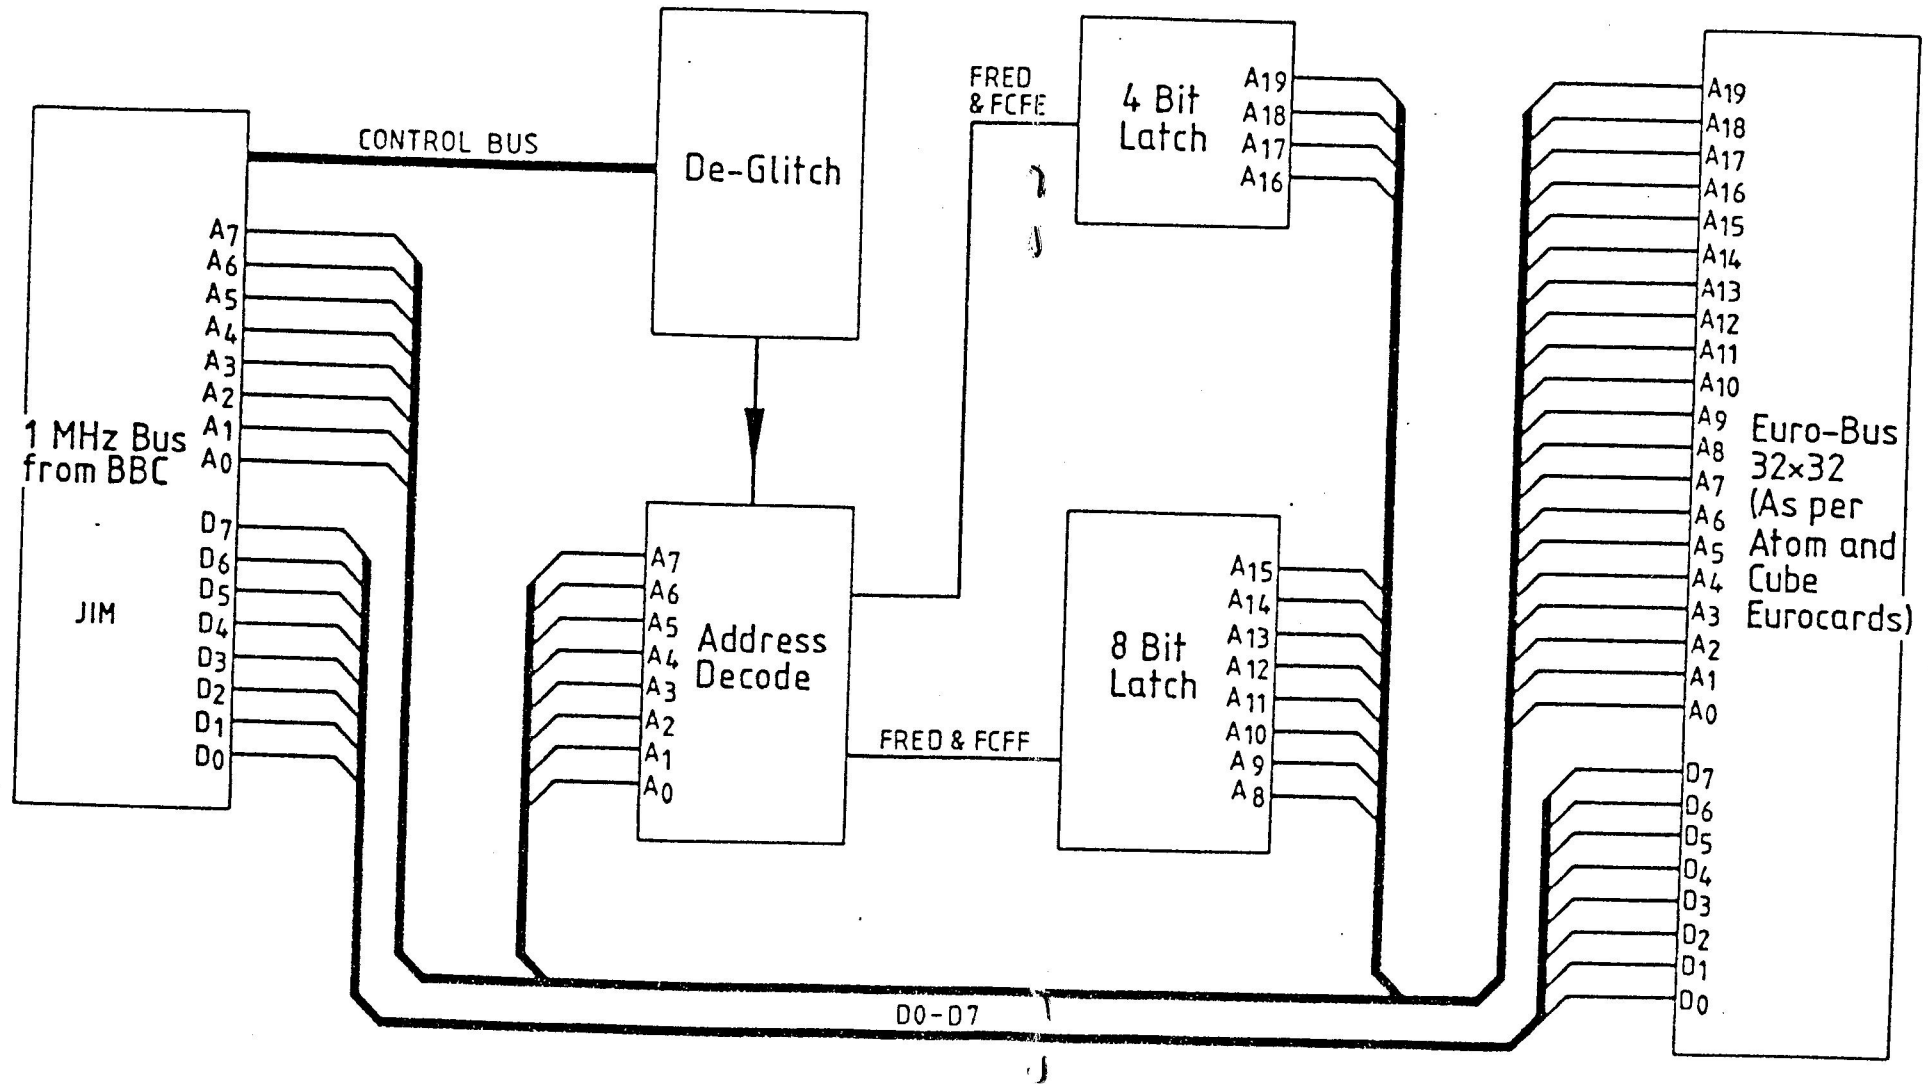 CONTROL BUS
De-Glitch
FRED
& FCFE
4 Bit
Latch
A19
A18
A17
A16
1 MHz Bus
from BBC
JIM
A7
A6
A5
A4
A3
A2
A1
A0
D7
D6
D5
D4
D3
D2
D1
D0
A7
A6
A5
A4
A3
A2
A1
A0
Address
Decode
FRED & FCFF
8 Bit
Latch
A15
A14
A13
A12
A11
A10
A9
A8
A19
A18
A17
A16
A15
A14
A13
A12
A11
A10
A9
A8
A7
A6
A5
A4
A3
A2
A1
A0
D7
D6
D5
D4
D3
D2
D1
D0
Euro-Bus
32x32
(As per
Atom and
Cube
Eurocards)
D0-D7